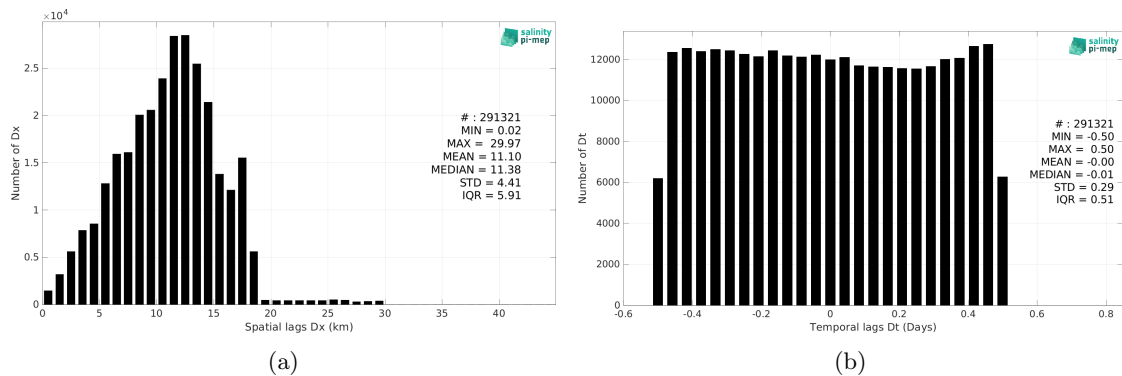 ×10⁴
2.5
2
1.5
1
0.5
0
Number of Dx
0 5 10 15 20 25 30 35 40
Spatial lags Dx (km)
salinity
pi-mep
# : 291321
MIN = 0.02
MAX = 29.97
MEAN = 11.10
MEDIAN = 11.38
STD = 4.41
IQR = 5.91
(a)
12000
10000
8000
6000
4000
2000
0
Number of Dt
-0.6 -0.4 -0.2 0 0.2 0.4 0.6 0.8
Temporal lags Dt (Days)
salinity
pi-mep
# : 291321
MIN = -0.50
MAX = 0.50
MEAN = -0.00
MEDIAN = -0.01
STD = 0.29
IQR = 0.51
(b)